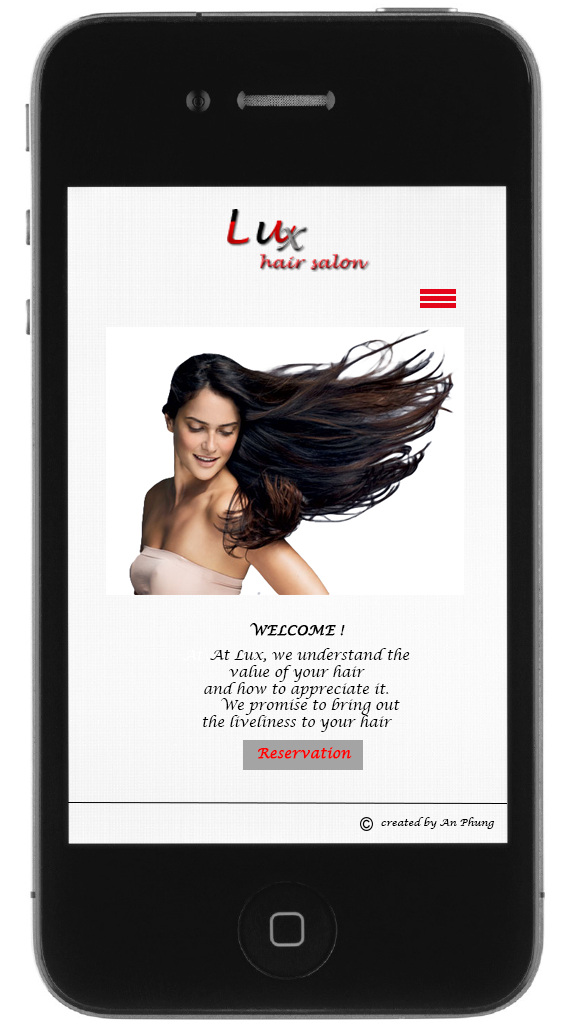 Lux
hair salon
WELCOME !
At Lux, we understand the
value of your hair
and how to appreciate it.
We promise to bring out
the liveliness to your hair
Reservation
© created by An Phung